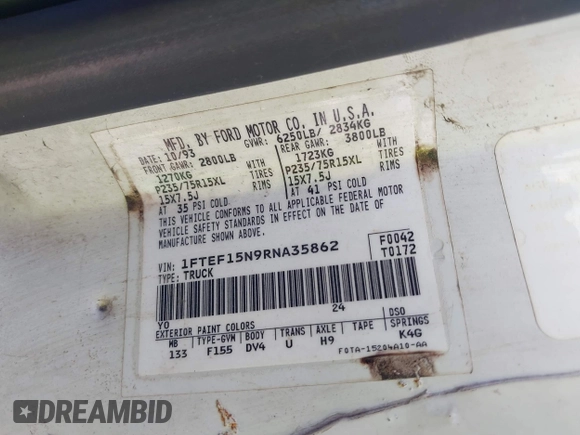 MFD. BY FORD MOTOR CO. IN U.S.A.
DATE: 10/93 GVWR: 6250LB/ 2834KG
FRONT GAWR: 2800LB REAR GAWR: 3800LB
1270KG WITH 1723KG WITH
P235/75R15XL TIRES P235/75R15XL TIRES
15X7.5J RIMS 15X7.5J RIMS
AT 35 PSI COLD AT 41 PSI COLD
THIS VEHICLE CONFORMS TO ALL APPLICABLE FEDERAL MOTOR
VEHICLE SAFETY STANDARDS IN EFFECT ON THE DATE OF
MANUFACTURE SHOWN ABOVE.
VIN: 1FTEF15N9RNA35862 F0042
TYPE: TRUCK T0172
YO 24
EXTERIOR PAINT COLORS DSO
WB TYPE-GVW BODY TRANS AXLE TAPE SPRINGS
133 F155 DV4 U H9 K4G
F0TA-15204A10-AA
DREAMBID